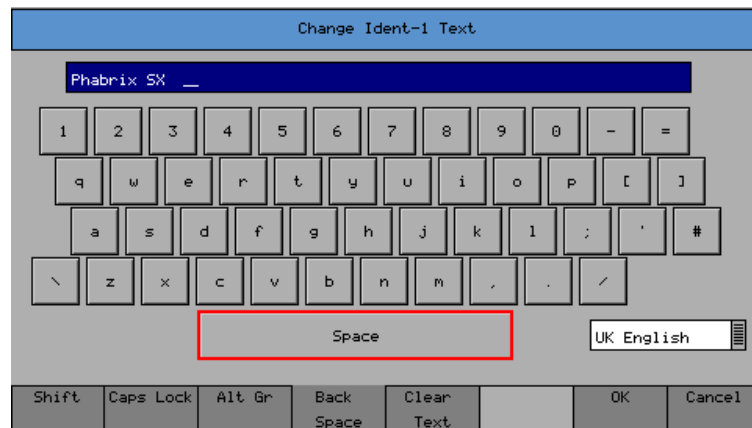 Change Ident-1 Text
Phabrix SX __
1 2 3 4 5 6 7 8 9 0 - =
q w e r t y u i o p [ ]
a s d f g h j k l ; ' #
\ z x c v b n m , . /
Space
UK English
Shift Caps Lock Alt Gr Back Space Clear Text OK Cancel